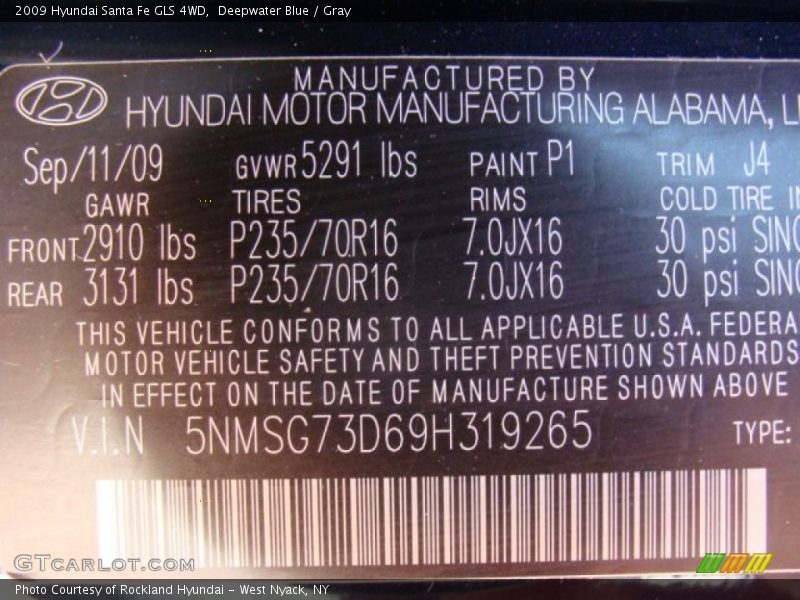 2009 Hyundai Santa Fe GLS 4WD,  Deepwater Blue / Gray
MANUFACTURED BY
HYUNDAI MOTOR MANUFACTURING ALABAMA, LL
Sep/11/09 GVWR 5291 lbs PAINT P1 TRIM J4
GAWR TIRES RIMS COLD TIRE IN
FRONT 2910 lbs P235/70R16 7.0JX16 30 psi SING
REAR 3131 lbs P235/70R16 7.0JX16 30 psi SING
THIS VEHICLE CONFORMS TO ALL APPLICABLE U.S.A. FEDERA
MOTOR VEHICLE SAFETY AND THEFT PREVENTION STANDARDS
IN EFFECT ON THE DATE OF MANUFACTURE SHOWN ABOVE
V.I.N 5NMSG73D69H319265 TYPE:
GTCARLOT.COM
Photo Courtesy of Rockland Hyundai - West Nyack, NY